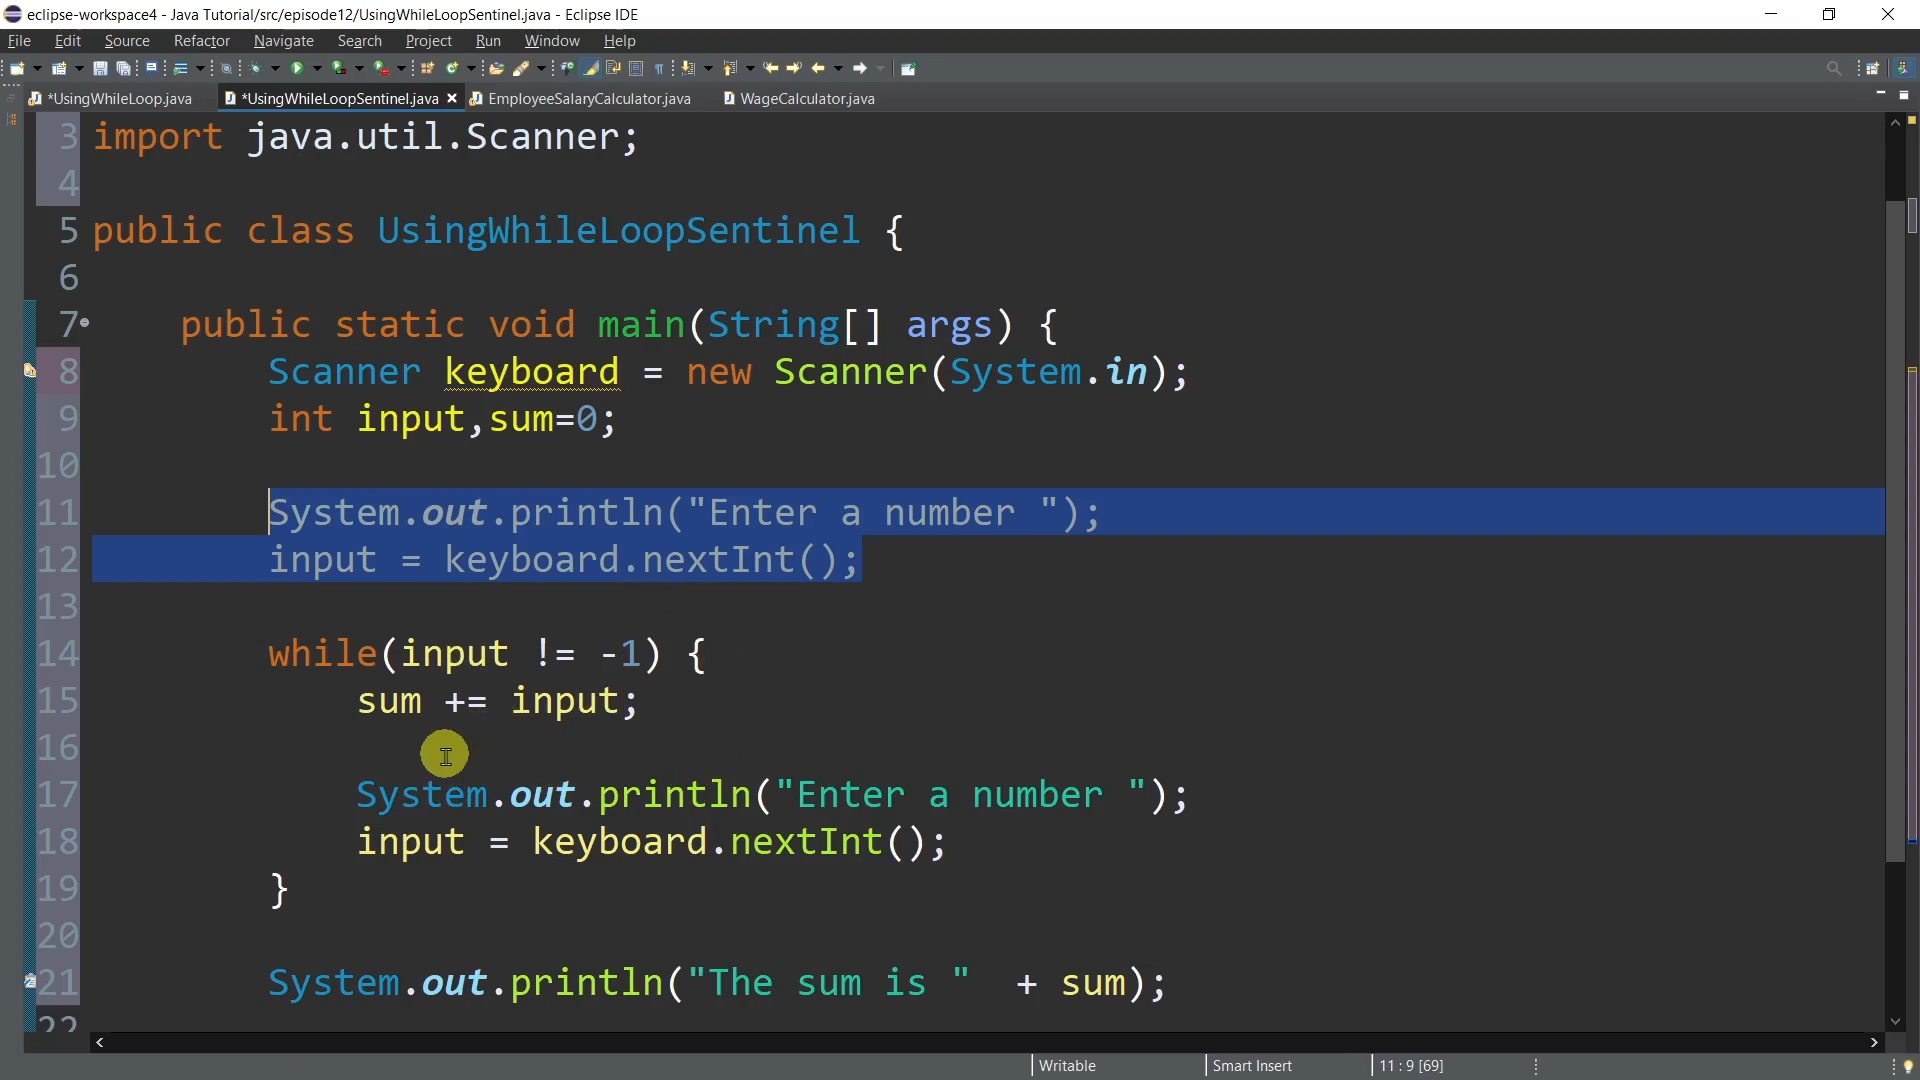 eclipse-workspace4 - Java Tutorial/src/episode12/UsingWhileLoopSentinel.java - Eclipse IDE
File Edit Source Refactor Navigate Search Project Run Window Help
*UsingWhileLoop.java *UsingWhileLoopSentinel.java EmployeeSalaryCalculator.java WageCalculator.java
3 import java.util.Scanner;
4
5 public class UsingWhileLoopSentinel {
6
7 public static void main(String[] args) {
8 Scanner keyboard = new Scanner(System.in);
9 int input,sum=0;
10
11 System.out.println("Enter a number ");
12 input = keyboard.nextInt();
13
14 while(input != -1) {
15 sum += input;
16
17 System.out.println("Enter a number ");
18 input = keyboard.nextInt();
19 }
20
21 System.out.println("The sum is " + sum);
22
Writable Smart Insert 11 : 9 [69]